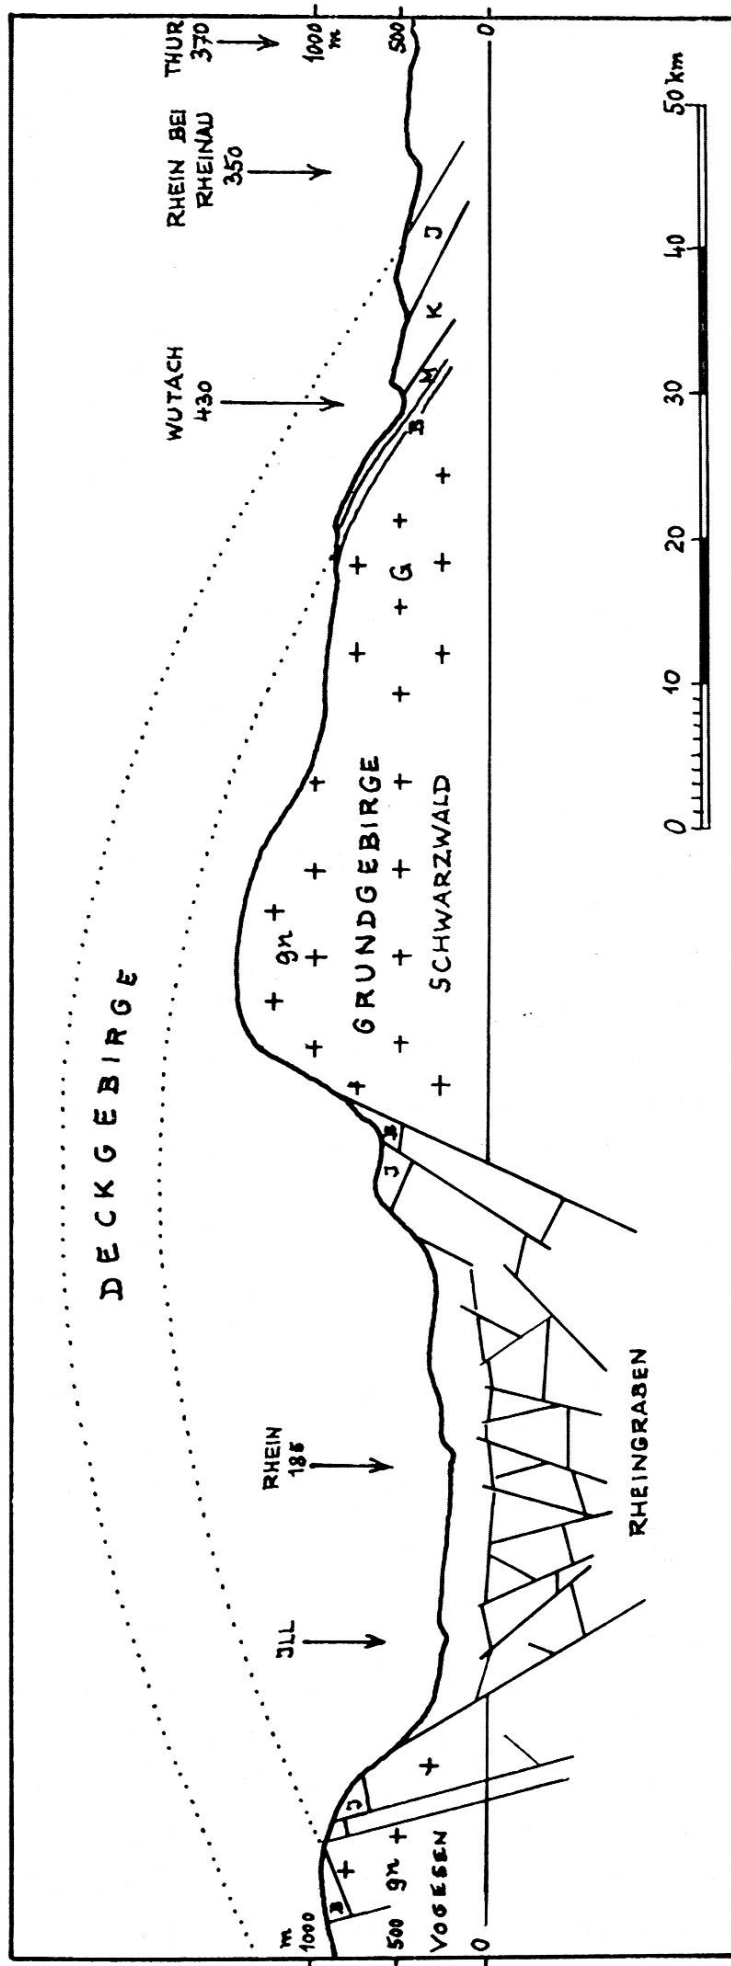 DECKGEBIRGE
JLL
RHEIN
185
WUTACH
430
RHEIN BEI
RHEINAU
350
THUR
370
m
1000
500
0
1000
m
500
0
B
gn
VOGESEN
J
J
B
gn
GRUNDGEBIRGE
SCHWARZWALD
G
B
M
K
J
RHEINGRABEN
0
10
20
30
40
50 km